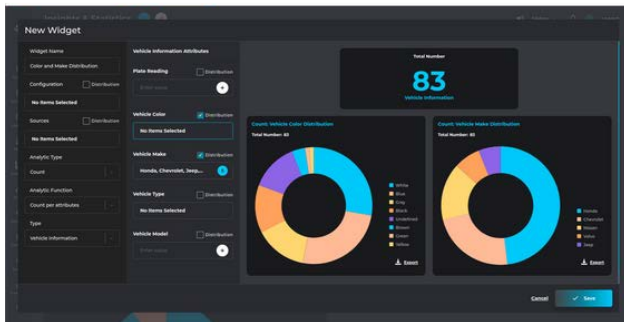 Insights & Statistics
New Widget
Widget Name
Color and Make Distribution
Configuration
Distribution
No Items Selected
Sources
Distribution
No Items Selected
Analytic Type
Count
Analytic Function
Count per attributes
Type
Vehicle Information
Vehicle Information Attributes
Plate Reading
Distribution
Enter value
Vehicle Color
Distribution
No Items Selected
Vehicle Make
Distribution
Honda, Chevrolet, Jeep,...
Vehicle Type
Distribution
No Items Selected
Vehicle Model
Distribution
Enter value
Total Number
83
Vehicle Information
Count: Vehicle Color Distribution
Total Number: 83
White
Blue
Gray
Black
Undefined
Brown
Green
Yellow
Export
Count: Vehicle Make Distribution
Total Number: 83
Honda
Chevrolet
Nissan
Volvo
Jeep
Export
Cancel
Save